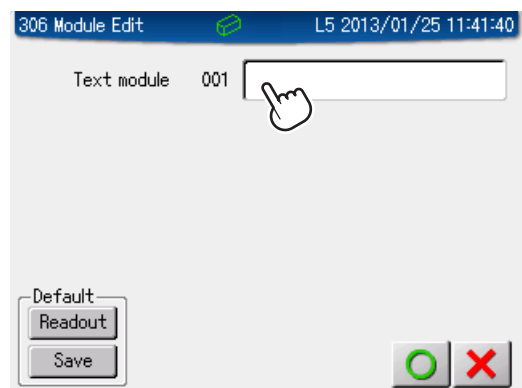 306 Module Edit L5 2013/01/25 11:41:40
Text module 001
Default
Readout
Save